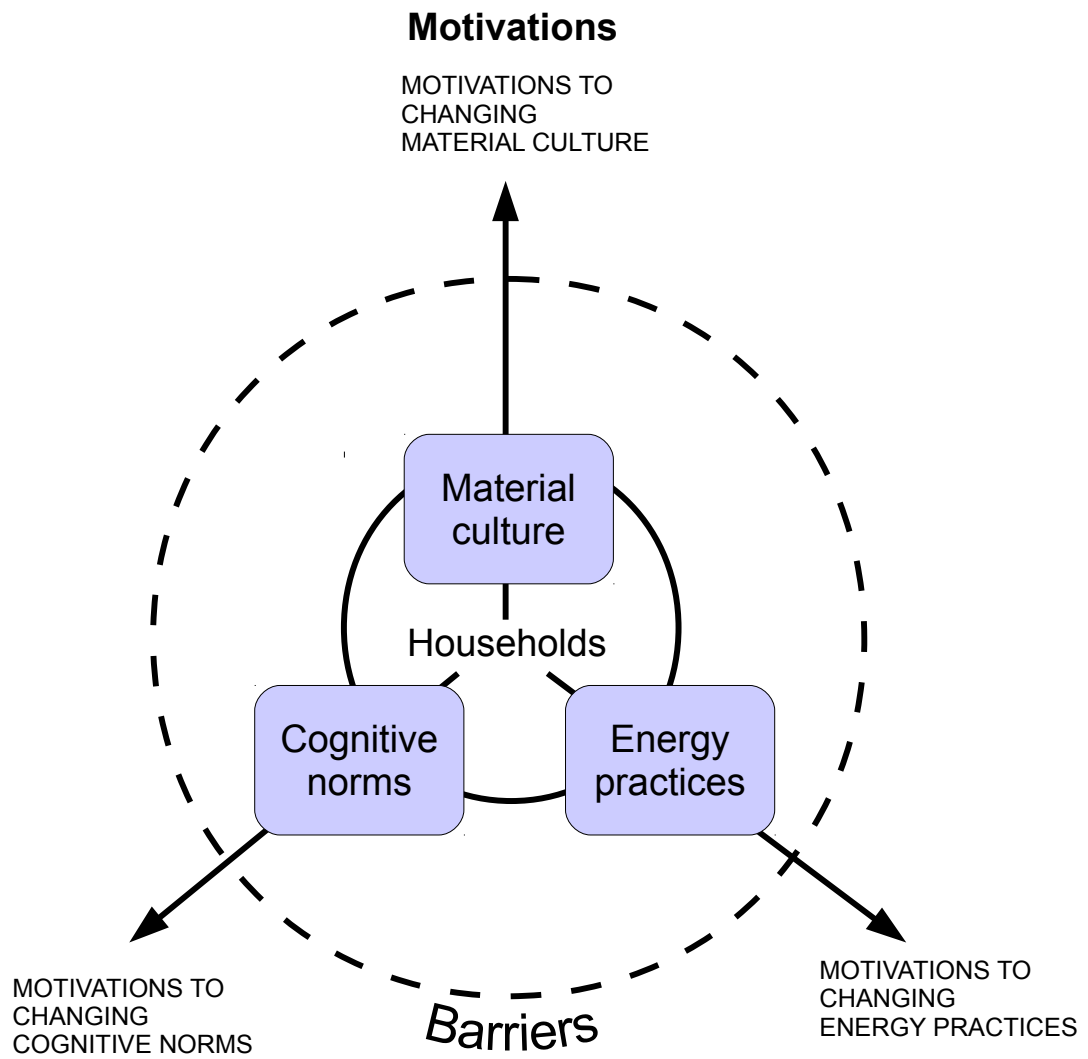 Motivations
MOTIVATIONS TO
CHANGING
MATERIAL CULTURE
Material
culture
Households
Cognitive
norms
Energy
practices
MOTIVATIONS TO
CHANGING
COGNITIVE NORMS
Barriers
MOTIVATIONS TO
CHANGING
ENERGY PRACTICES